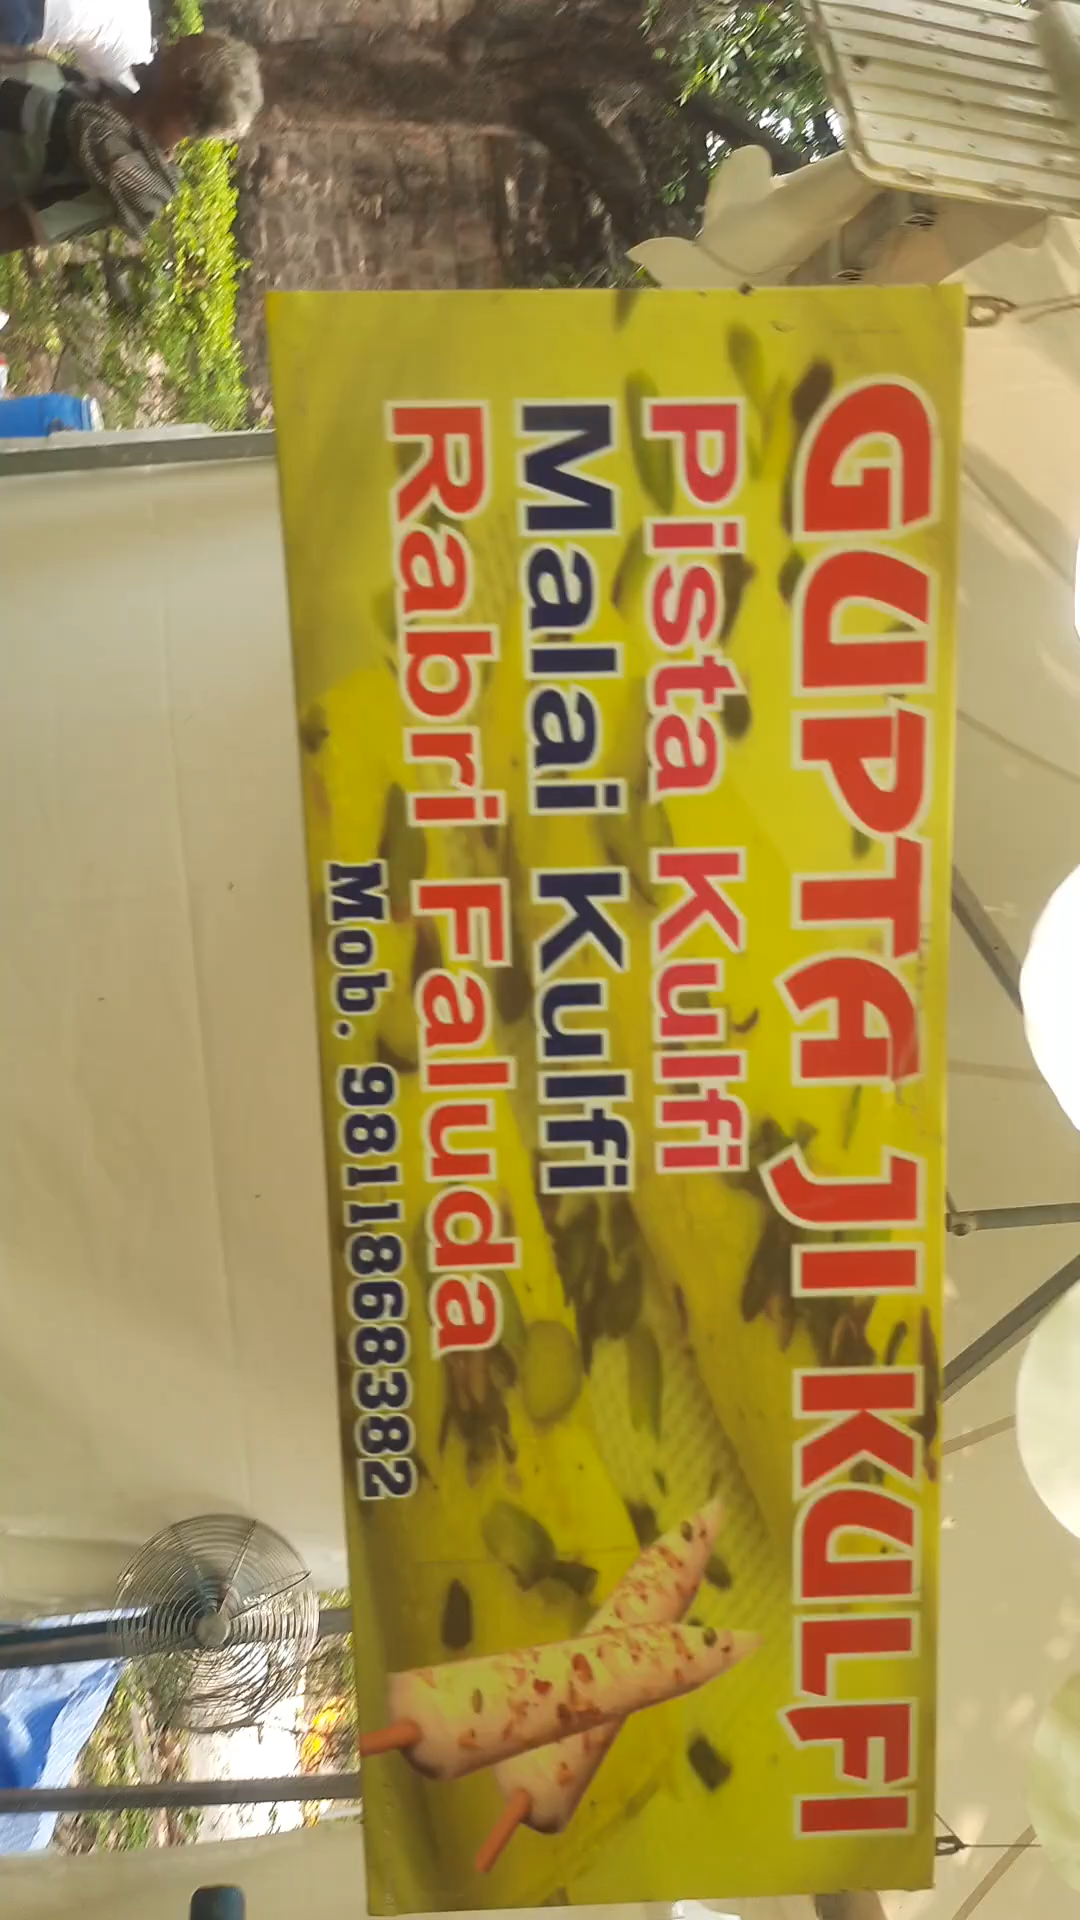 GUPTA JI KULFI
Pista Kulfi
Malai Kulfi
Rabri Faluda
Mob. 9811868382